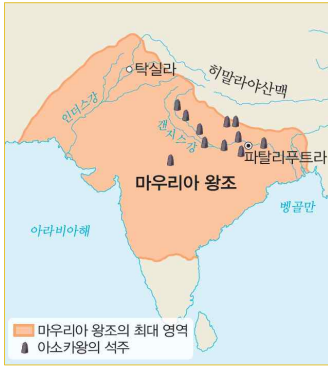 탁실라
히말라야산맥
인더스강
갠지스강
파탈리푸트라
마우리아 왕조
벵골만
아라비아해
마우리아 왕조의 최대 영역
아소카왕의 석주